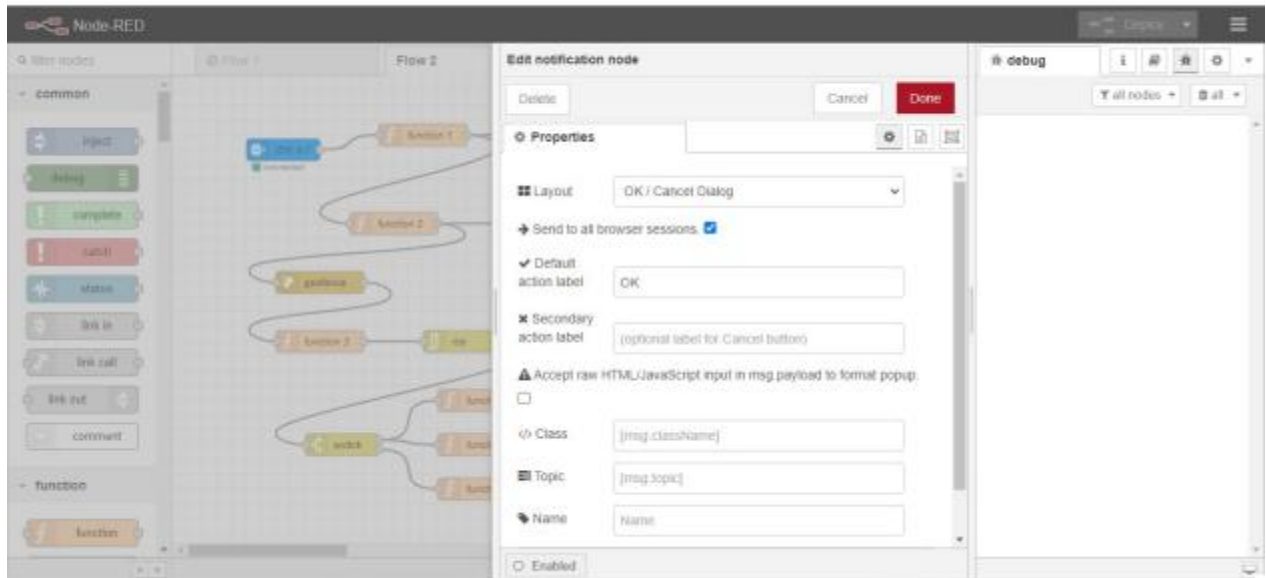 Node-RED
Deploy
filter nodes
Flow 1
Flow 2
Edit notification node
debug
common
Delete
Cancel
Done
all nodes
all
inject
function 1
Properties
debug
Layout
OK / Cancel Dialog
complete
function 2
Send to all browser sessions.
catch
Default
action label
OK
status
Secondary
action label
(optional label for Cancel button)
link in
function 3
link call
Accept raw HTML/JavaScript input in msg.payload to format popup.
link out
Class
[msg.className]
comment
switch
Topic
[msg.topic]
function
Name
Name
function
Enabled